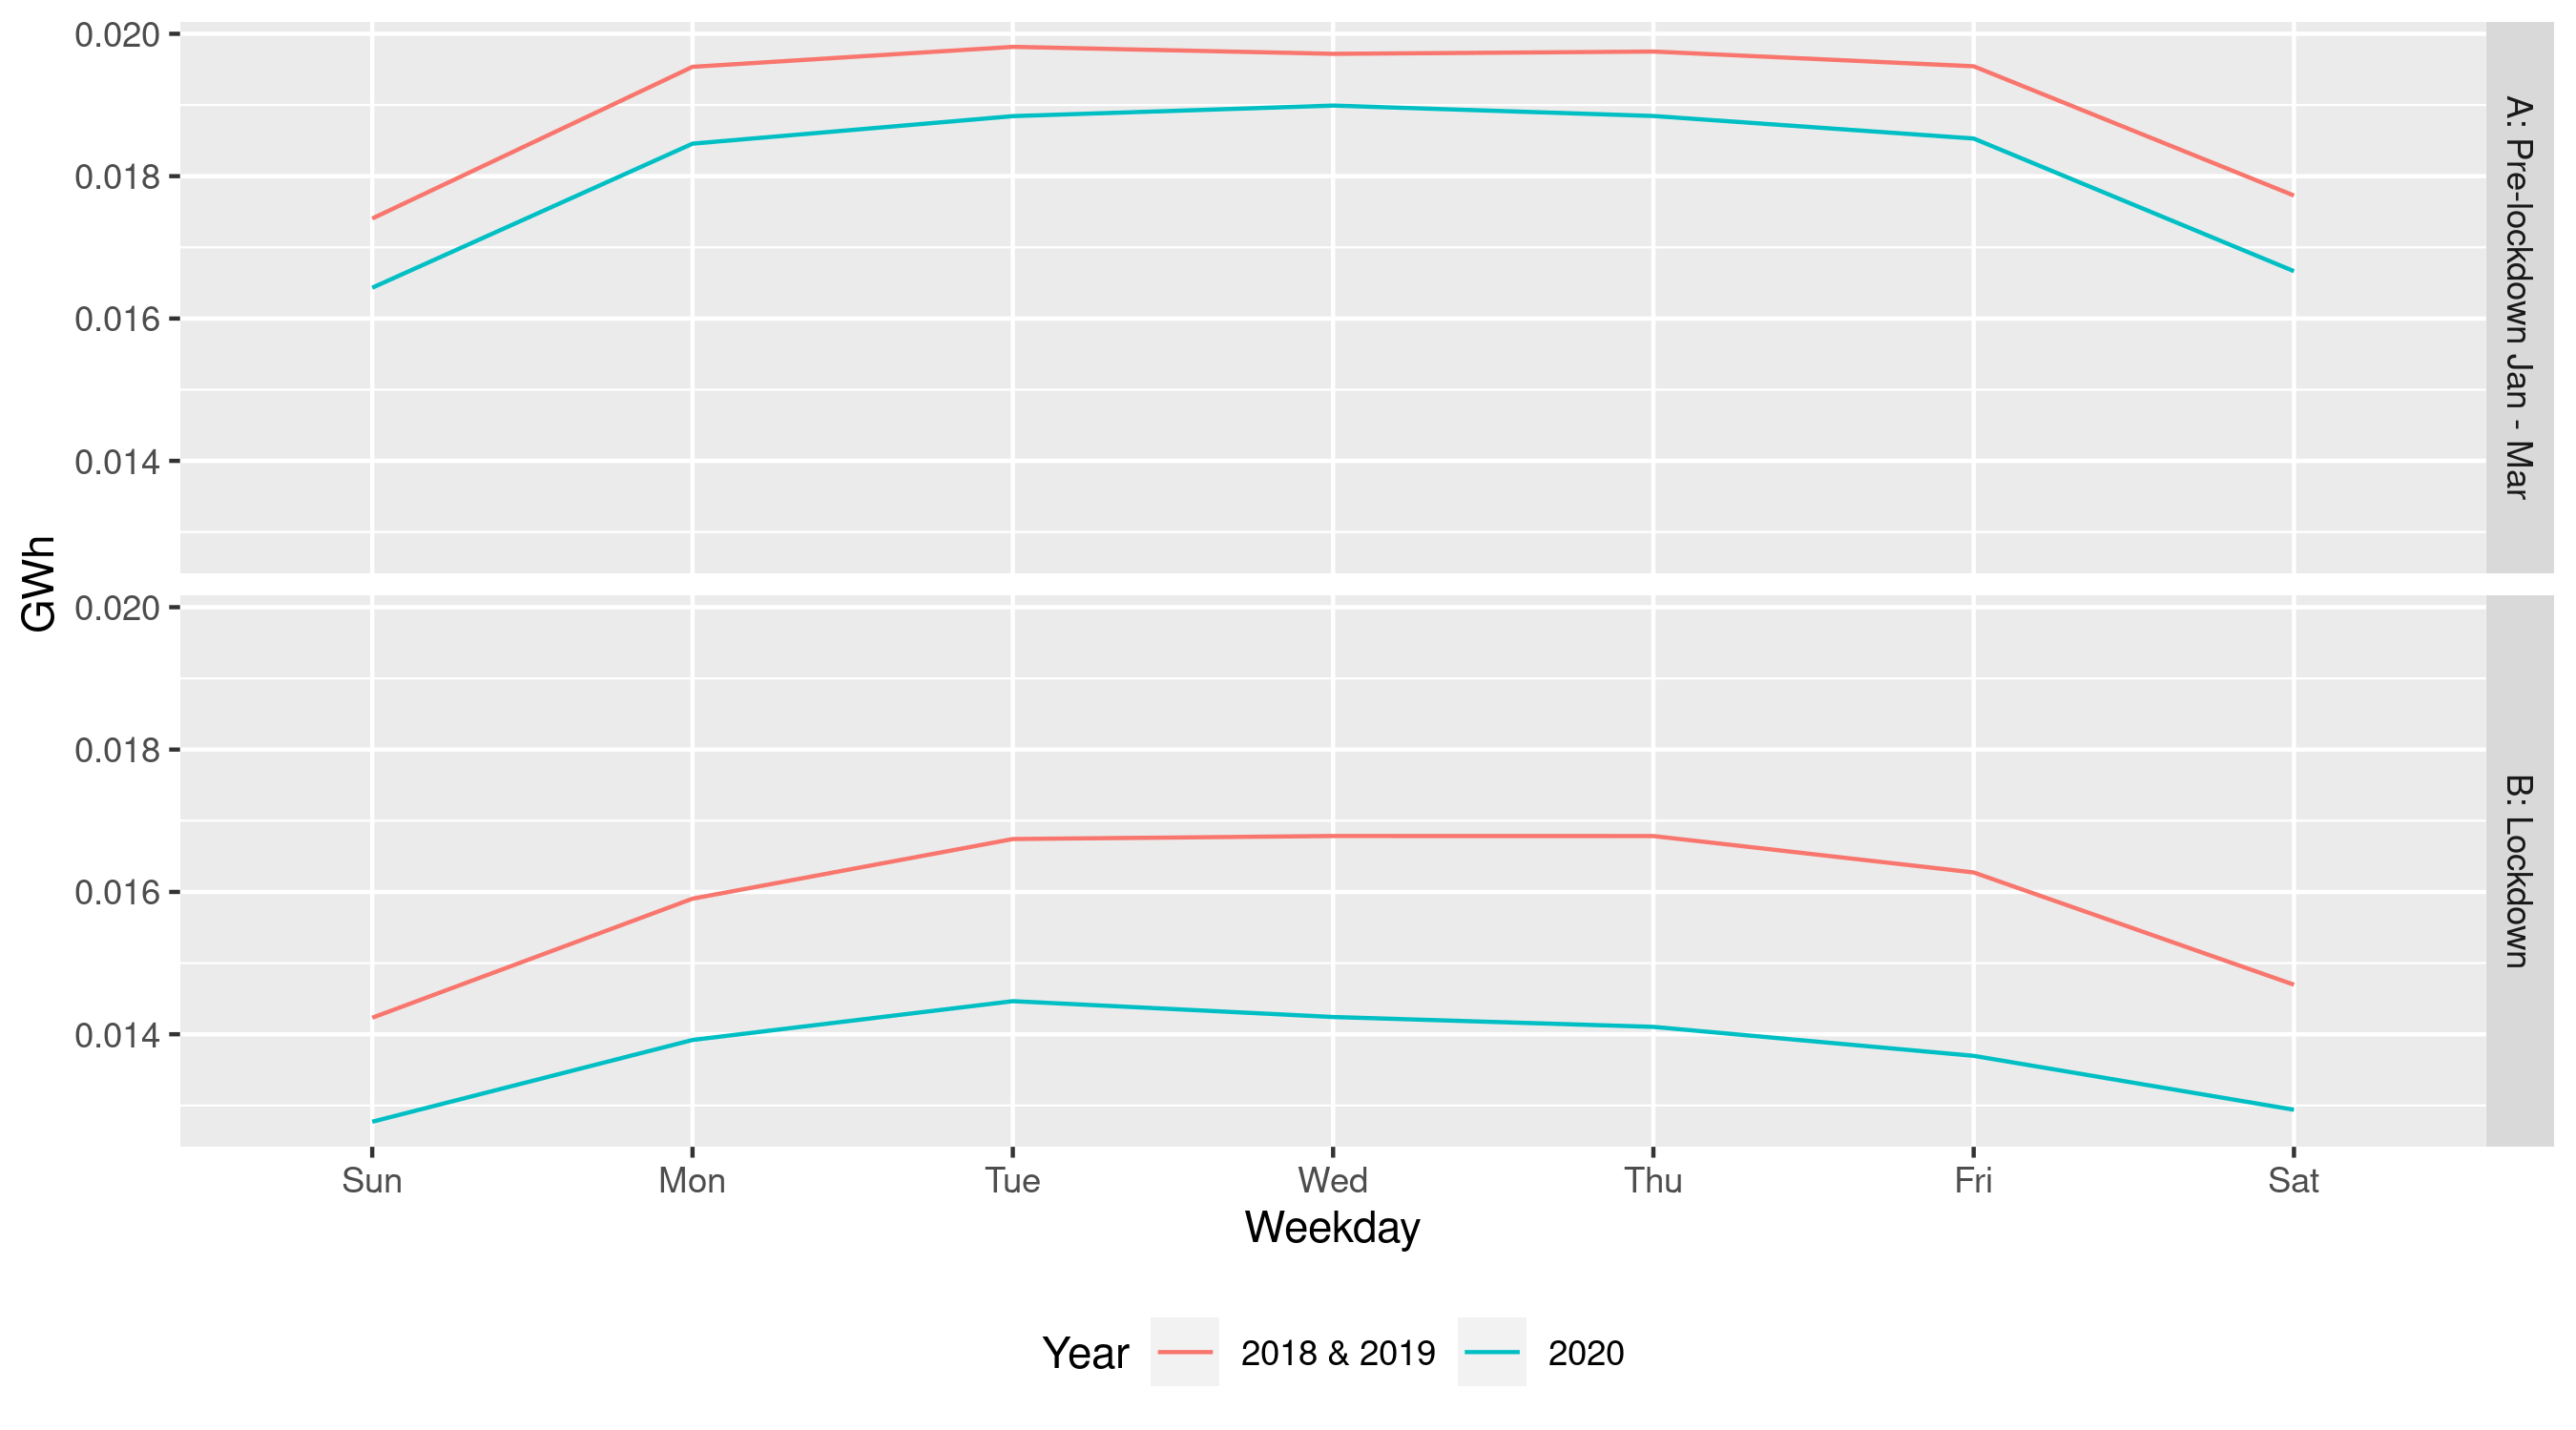 GWh
0.020
0.018
0.016
0.014
A: Pre-lockdown Jan - Mar
0.020
0.018
0.016
0.014
B: Lockdown
Sun Mon Tue Wed Thu Fri Sat
Weekday
Year 2018 & 2019 2020